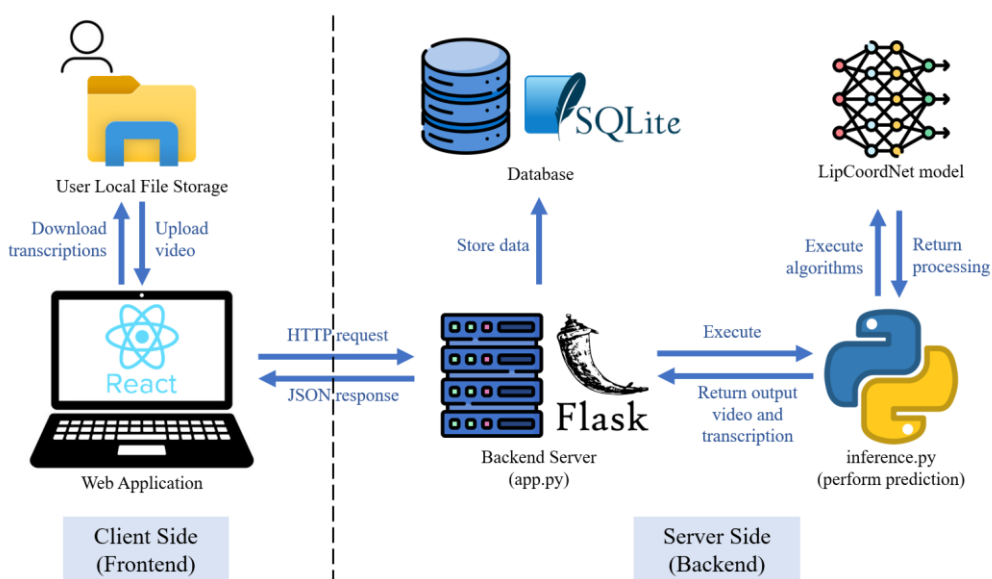 SQLite
User Local File Storage
Database
LipCoordNet model
Download
transcriptions
Upload
video
Store data
Execute
algorithms
Return
processing
React
HTTP request
JSON response
Flask
Execute
Return output
video and
transcription
Web Application
Backend Server
(app.py)
inference.py
(perform prediction)
Client Side
(Frontend)
Server Side
(Backend)